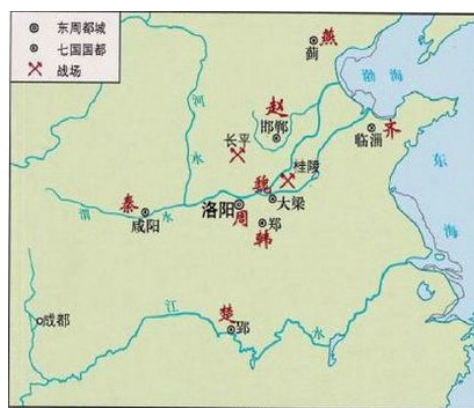 东周都城
七国国都
战场
燕
蓟
渤海
河水
赵
邯郸
长平
临淄
齐
桂陵
魏
大梁
东海
秦
渭水
咸阳
洛阳
周
郑
韩
成都
楚
郢
江水